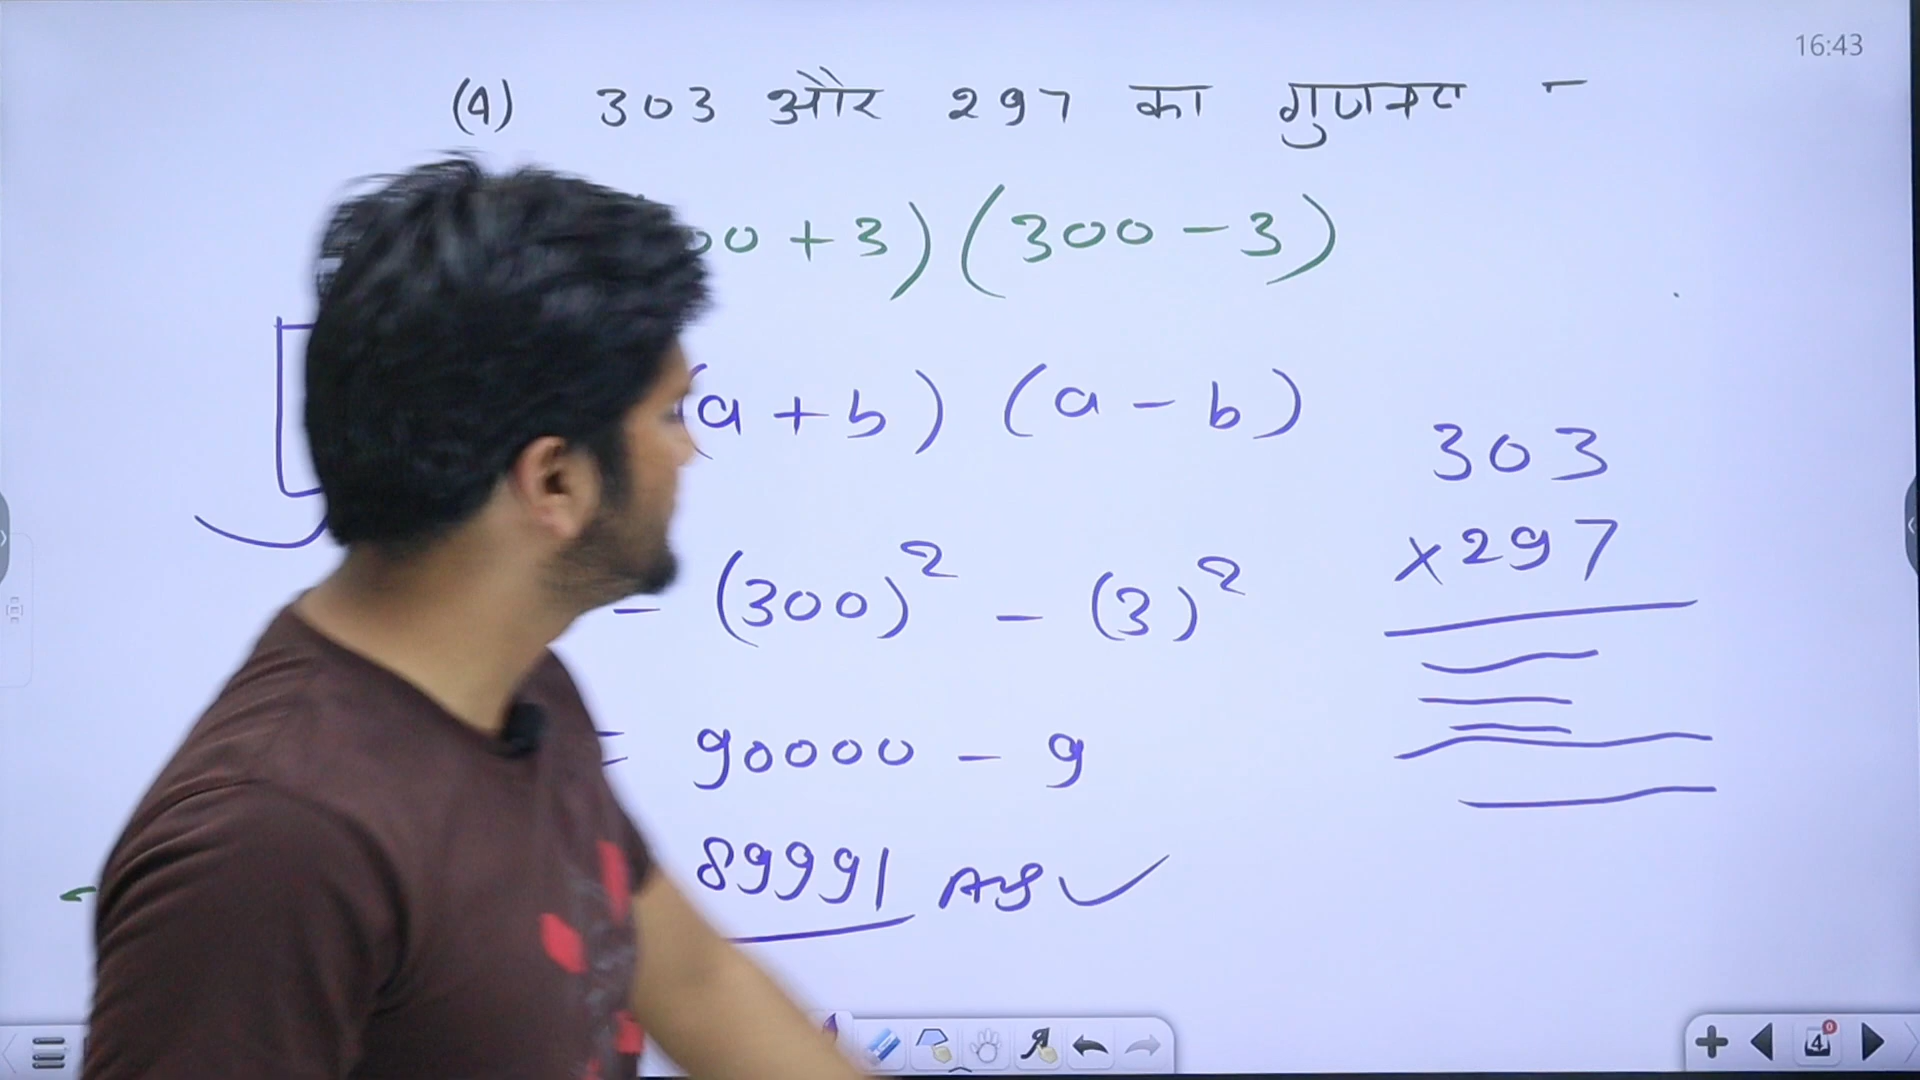 16:43
(4) 303 और 297 का गुणनफल -
00 + 3) (300 - 3)
(a + b) (a - b)
303
× 297
- (300)² - (3)²
= 90000 - 9
89991 Ans ✓
4